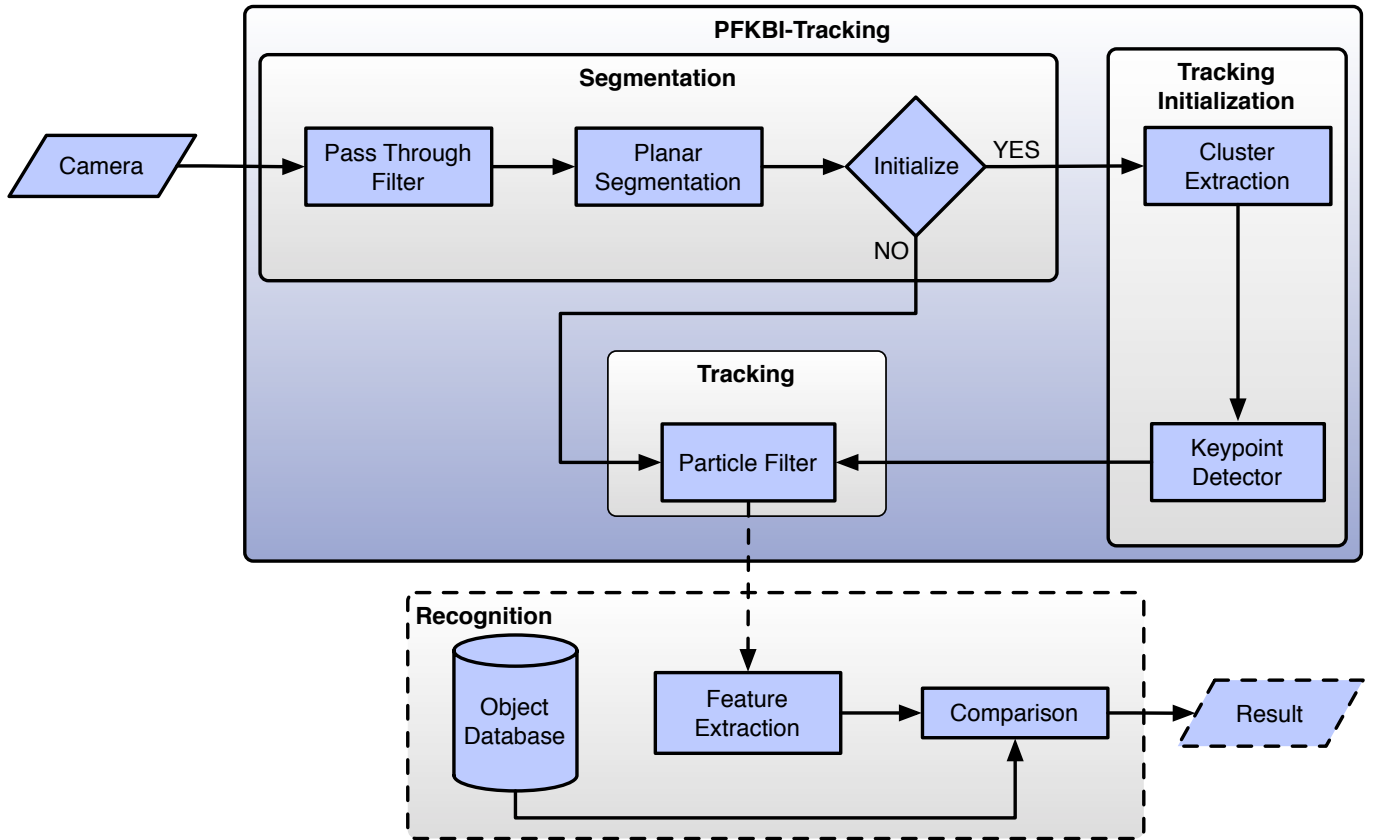 PFKBI-Tracking
Segmentation
Tracking
Initialization
Camera
Pass Through
Filter
Planar
Segmentation
Initialize
YES
NO
Cluster
Extraction
Tracking
Particle Filter
Keypoint
Detector
Recognition
Object
Database
Feature
Extraction
Comparison
Result